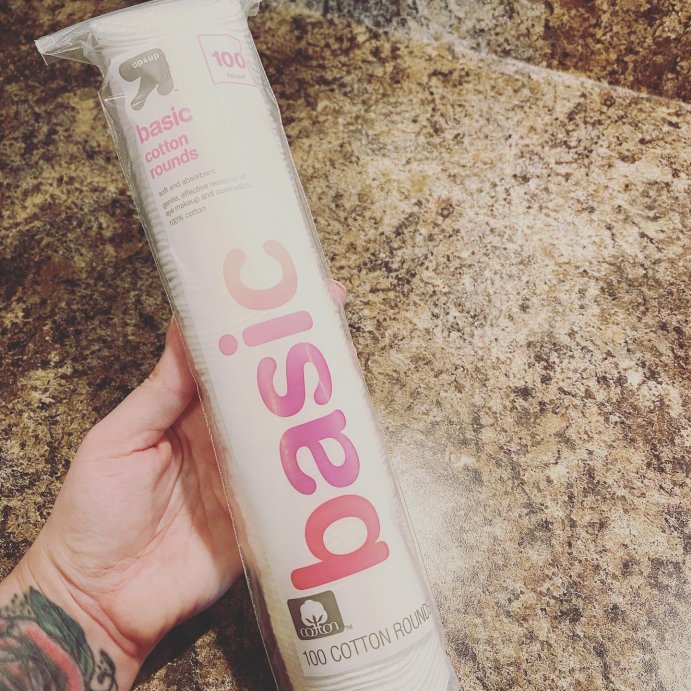 up&up
100
count
basic
cotton
rounds
soft and absorbent
gentle, effective removal of
eye makeup and cosmetics
100% cotton
basic
cotton
TM
100 COTTON ROUNDS